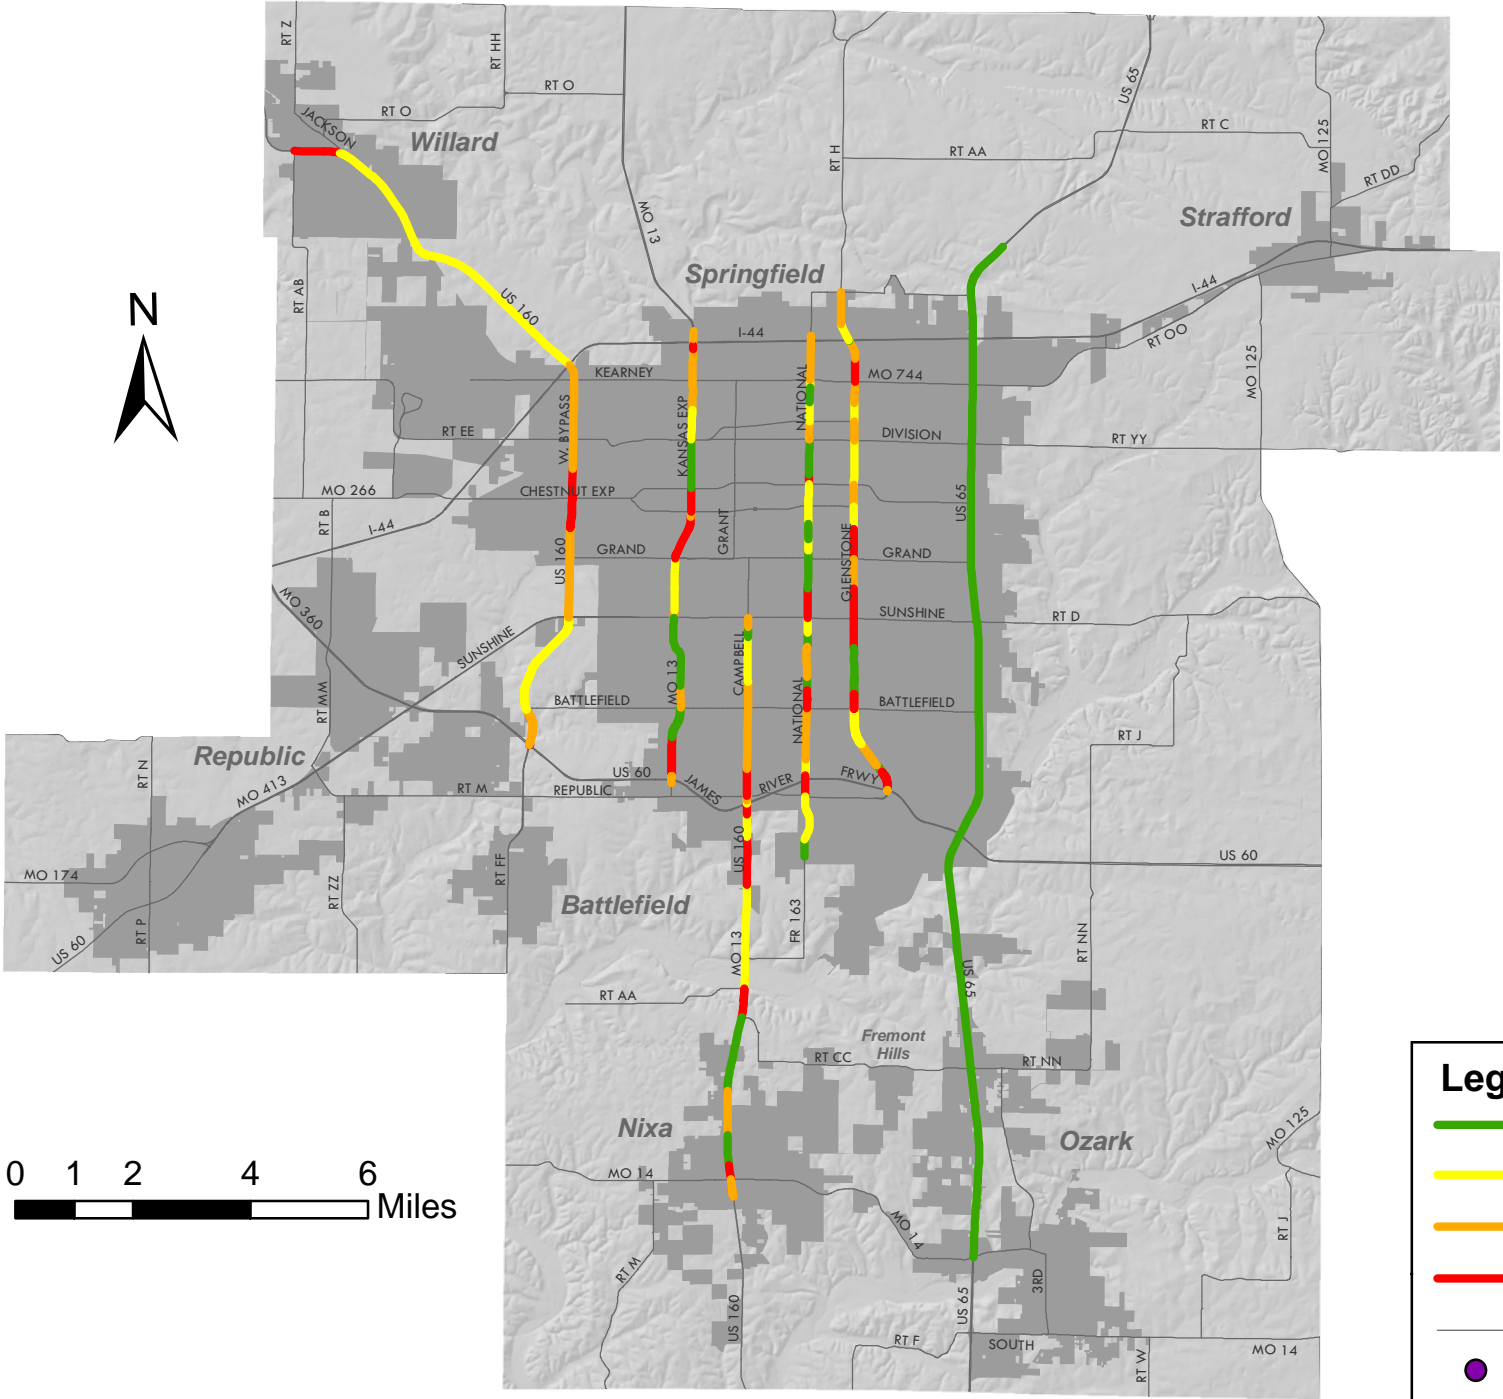 RT Z
RT HH
RT O
RT O
JACKSON
Willard
US 65
RT C
MO 125
RT H
RT AA
RT DD
MO 13
Strafford
Springfield
RT AB
US 160
I-44
I-44
RT OO
N
KEARNEY
NATIONAL
MO 744
MO 125
W. BYPASS
KANSAS EXP
RT EE
DIVISION
RT YY
MO 266
CHESTNUT EXP
US 65
RT B
I-44
GRANT
GLENSTONE
US 160
GRAND
GRAND
MO 360
SUNSHINE
SUNSHINE
RT D
CAMPBELL
MO 13
RT MM
BATTLEFIELD
NATIONAL
BATTLEFIELD
RT J
Republic
RT N
MO 413
RT M
US 60
REPUBLIC
JAMES
RIVER
FRWY
US 160
US 60
MO 174
RT ZZ
RT FF
Battlefield
RT P
US 60
FR 163
MO 13
RT NN
US 65
RT AA
Fremont
Hills
RT CC
RT NN
Leg
Nixa
Ozark
MO 125
0 1 2 4 6
Miles
MO 14
MO 14
RT J
RT M
3RD
US 160
US 65
RT F
SOUTH
RT W
MO 14